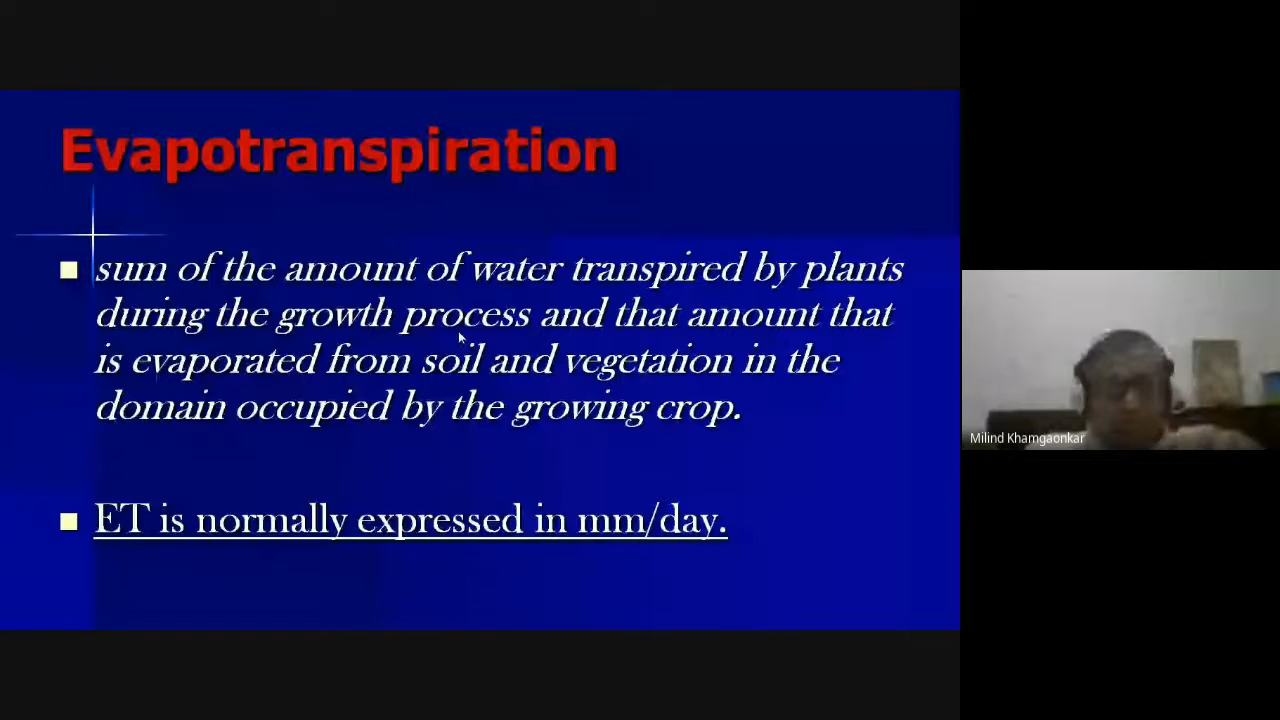 Evapotranspiration
sum of the amount of water transpired by plants
during the growth process and that amount that
is evaporated from soil and vegetation in the
domain occupied by the growing crop.
ET is normally expressed in mm/day.
Milind Khamgaonkar